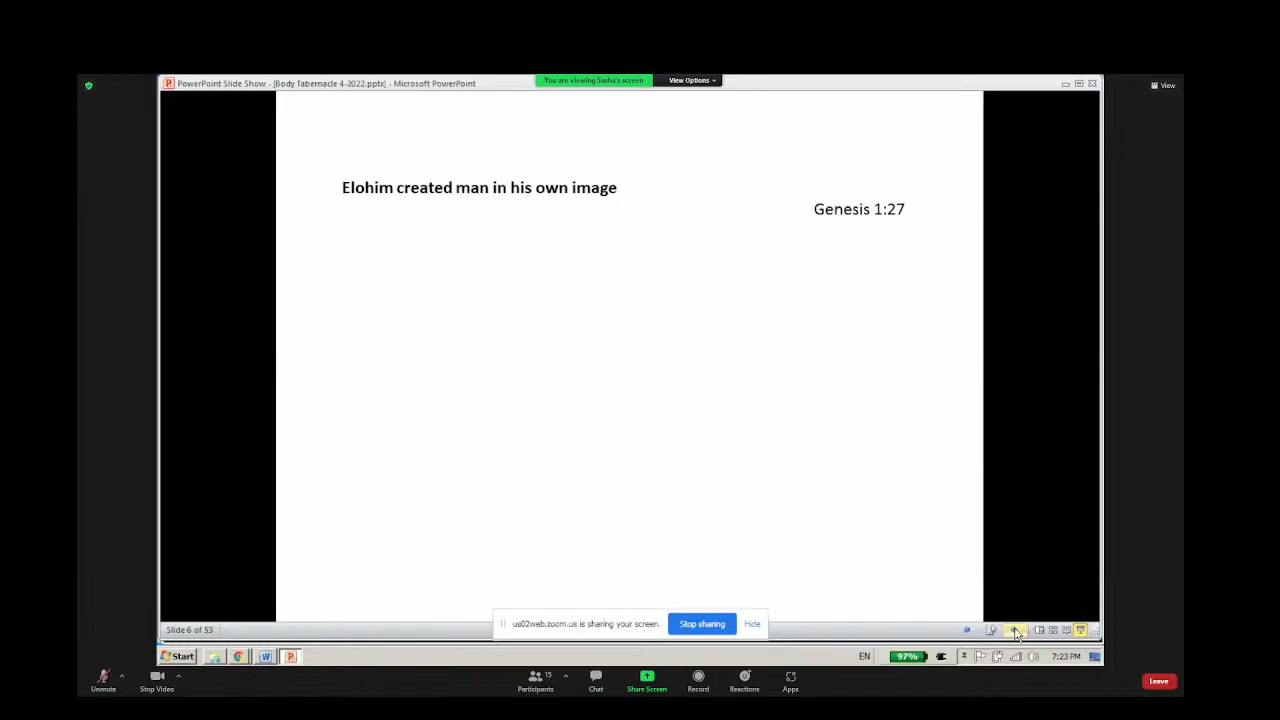 PowerPoint Slide Show - [Body Tabernacle 4-2022.pptx] - Microsoft PowerPoint
You are viewing Sasha's screen
View Options
View
Elohim created man in his own image
Genesis 1:27
us02web.zoom.us is sharing your screen.
Stop sharing
Hide
Slide 6 of 53
Start
EN
97%
7:23 PM
Unmute
Stop Video
15
Participants
Chat
Share Screen
Record
Reactions
Apps
Leave